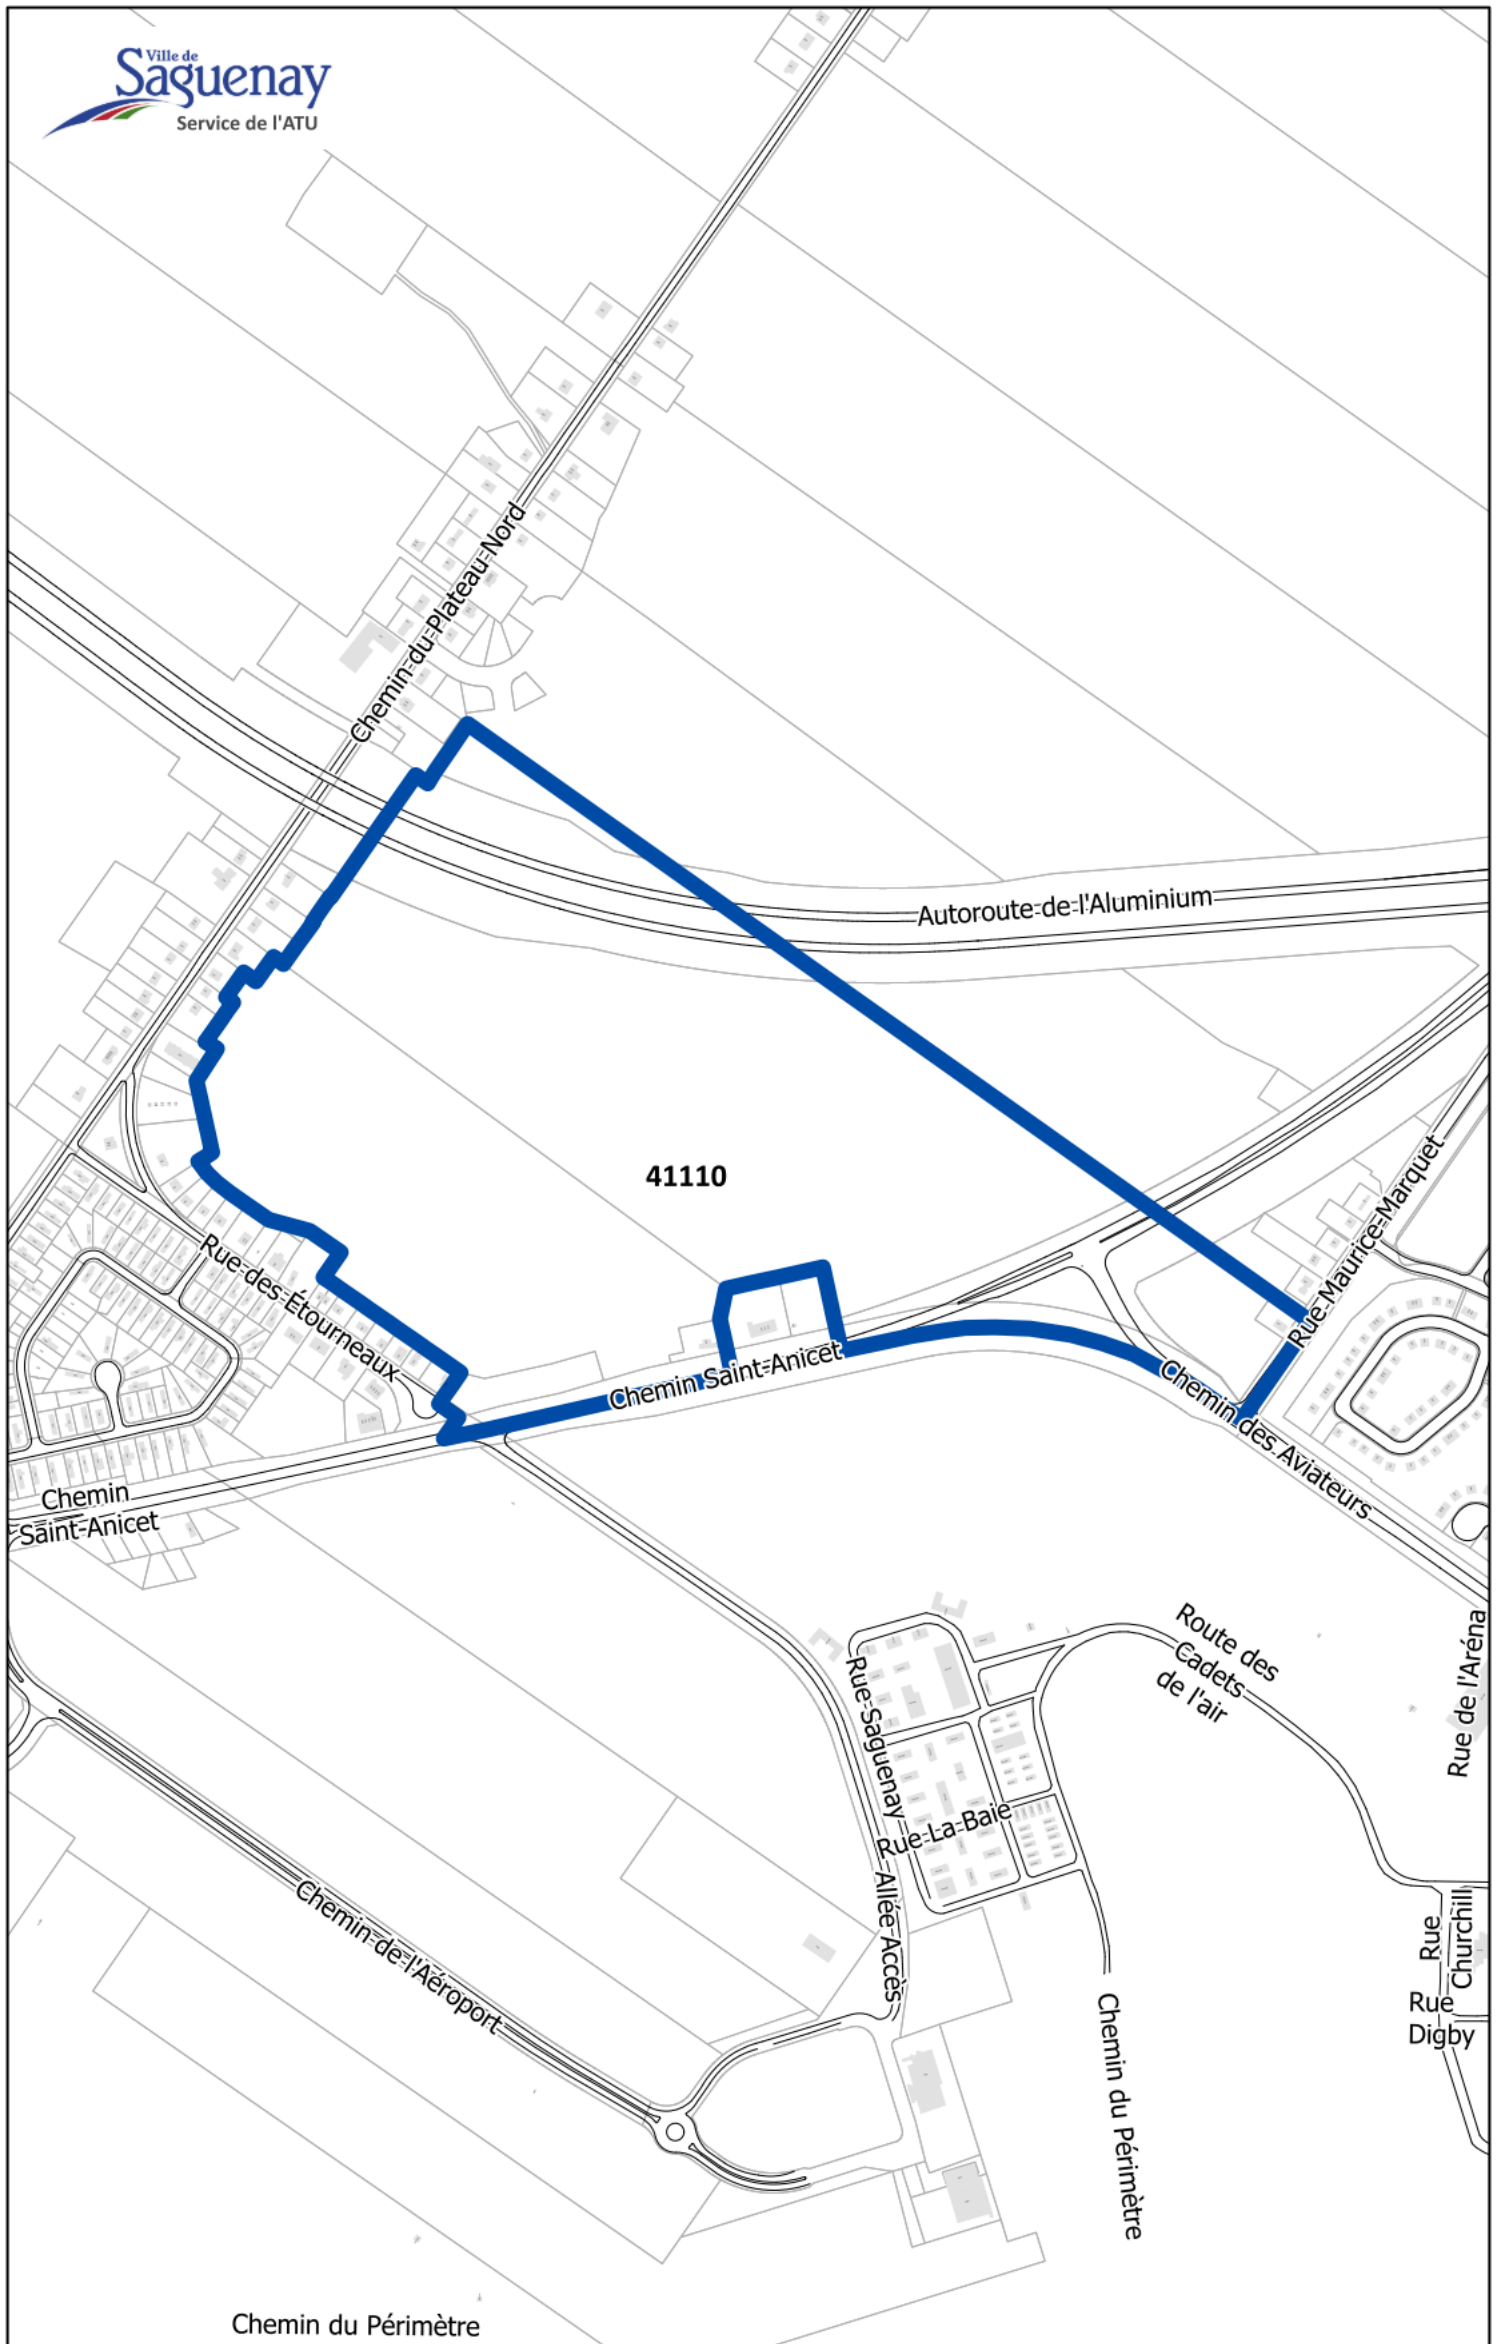 Ville de
Saguenay
Service de l'ATU
Chemin du Plateau Nord
Autoroute de l'Aluminium
41110
Rue Maurice-Marquet
Rue des Étourneaux
Chemin Saint-Anicet
Chemin des Aviateurs
Chemin
Saint-Anicet
Route des
Cadets
de l'air
Rue de l'Aréna
Rue Saguenay
Rue La Baie
Allée Accès
Chemin de l'Aéroport
Rue
Churchill
Rue
Digby
Chemin du Périmètre
Chemin du Périmètre